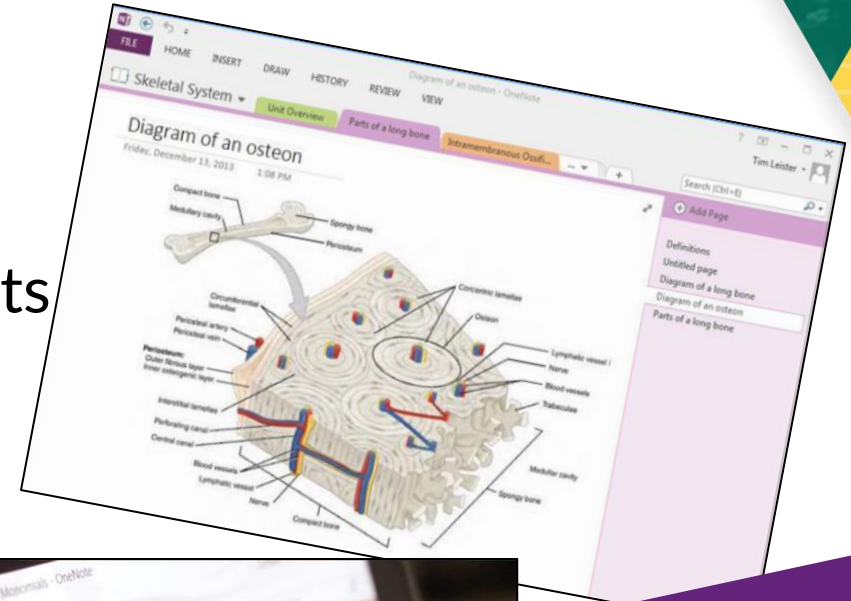 Diagram of an osteon - OneNote
FILE HOME INSERT DRAW HISTORY REVIEW VIEW
Tim Leister
Skeletal System
Unit Overview
Parts of a long bone
Intramembranous Ossifi...
Search (Ctrl+E)
Add Page
Definitions
Untitled page
Diagram of a long bone
Diagram of an osteon
Parts of a long bone
Diagram of an osteon
Friday, December 13, 2013 1:08 PM
Compact bone
Medullary cavity
Spongy bone
Periosteum
Concentric lamellae
Osteon
Circumferential
lamellae
Periosteal artery
Periosteal vein
Periosteum:
Outer fibrous layer
Inner osteogenic layer
Interstitial lamellae
Perforating canal
Central canal
Blood vessels
Lymphatic vessel
Nerve
Compact bone
Lymphatic vessel
Nerve
Blood vessels
Trabeculae
Medullar cavity
Spongy bone
ts
Monomials - OneNote